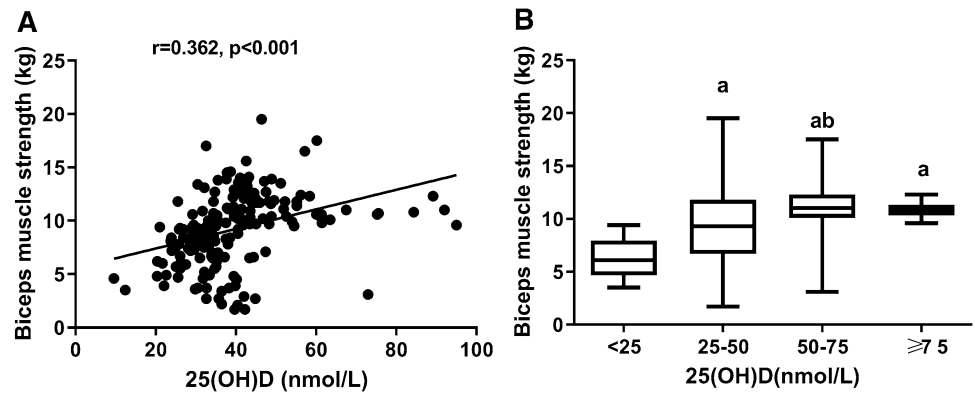 A
r=0.362, p<0.001
Biceps muscle strength (kg)
25
20
15
10
5
0
0 20 40 60 80 100
25(OH)D (nmol/L)
B
Biceps muscle strength (kg)
25
20
15
10
5
0
a
ab
a
<25 25-50 50-75 ⩾7 5
25(OH)D(nmol/L)